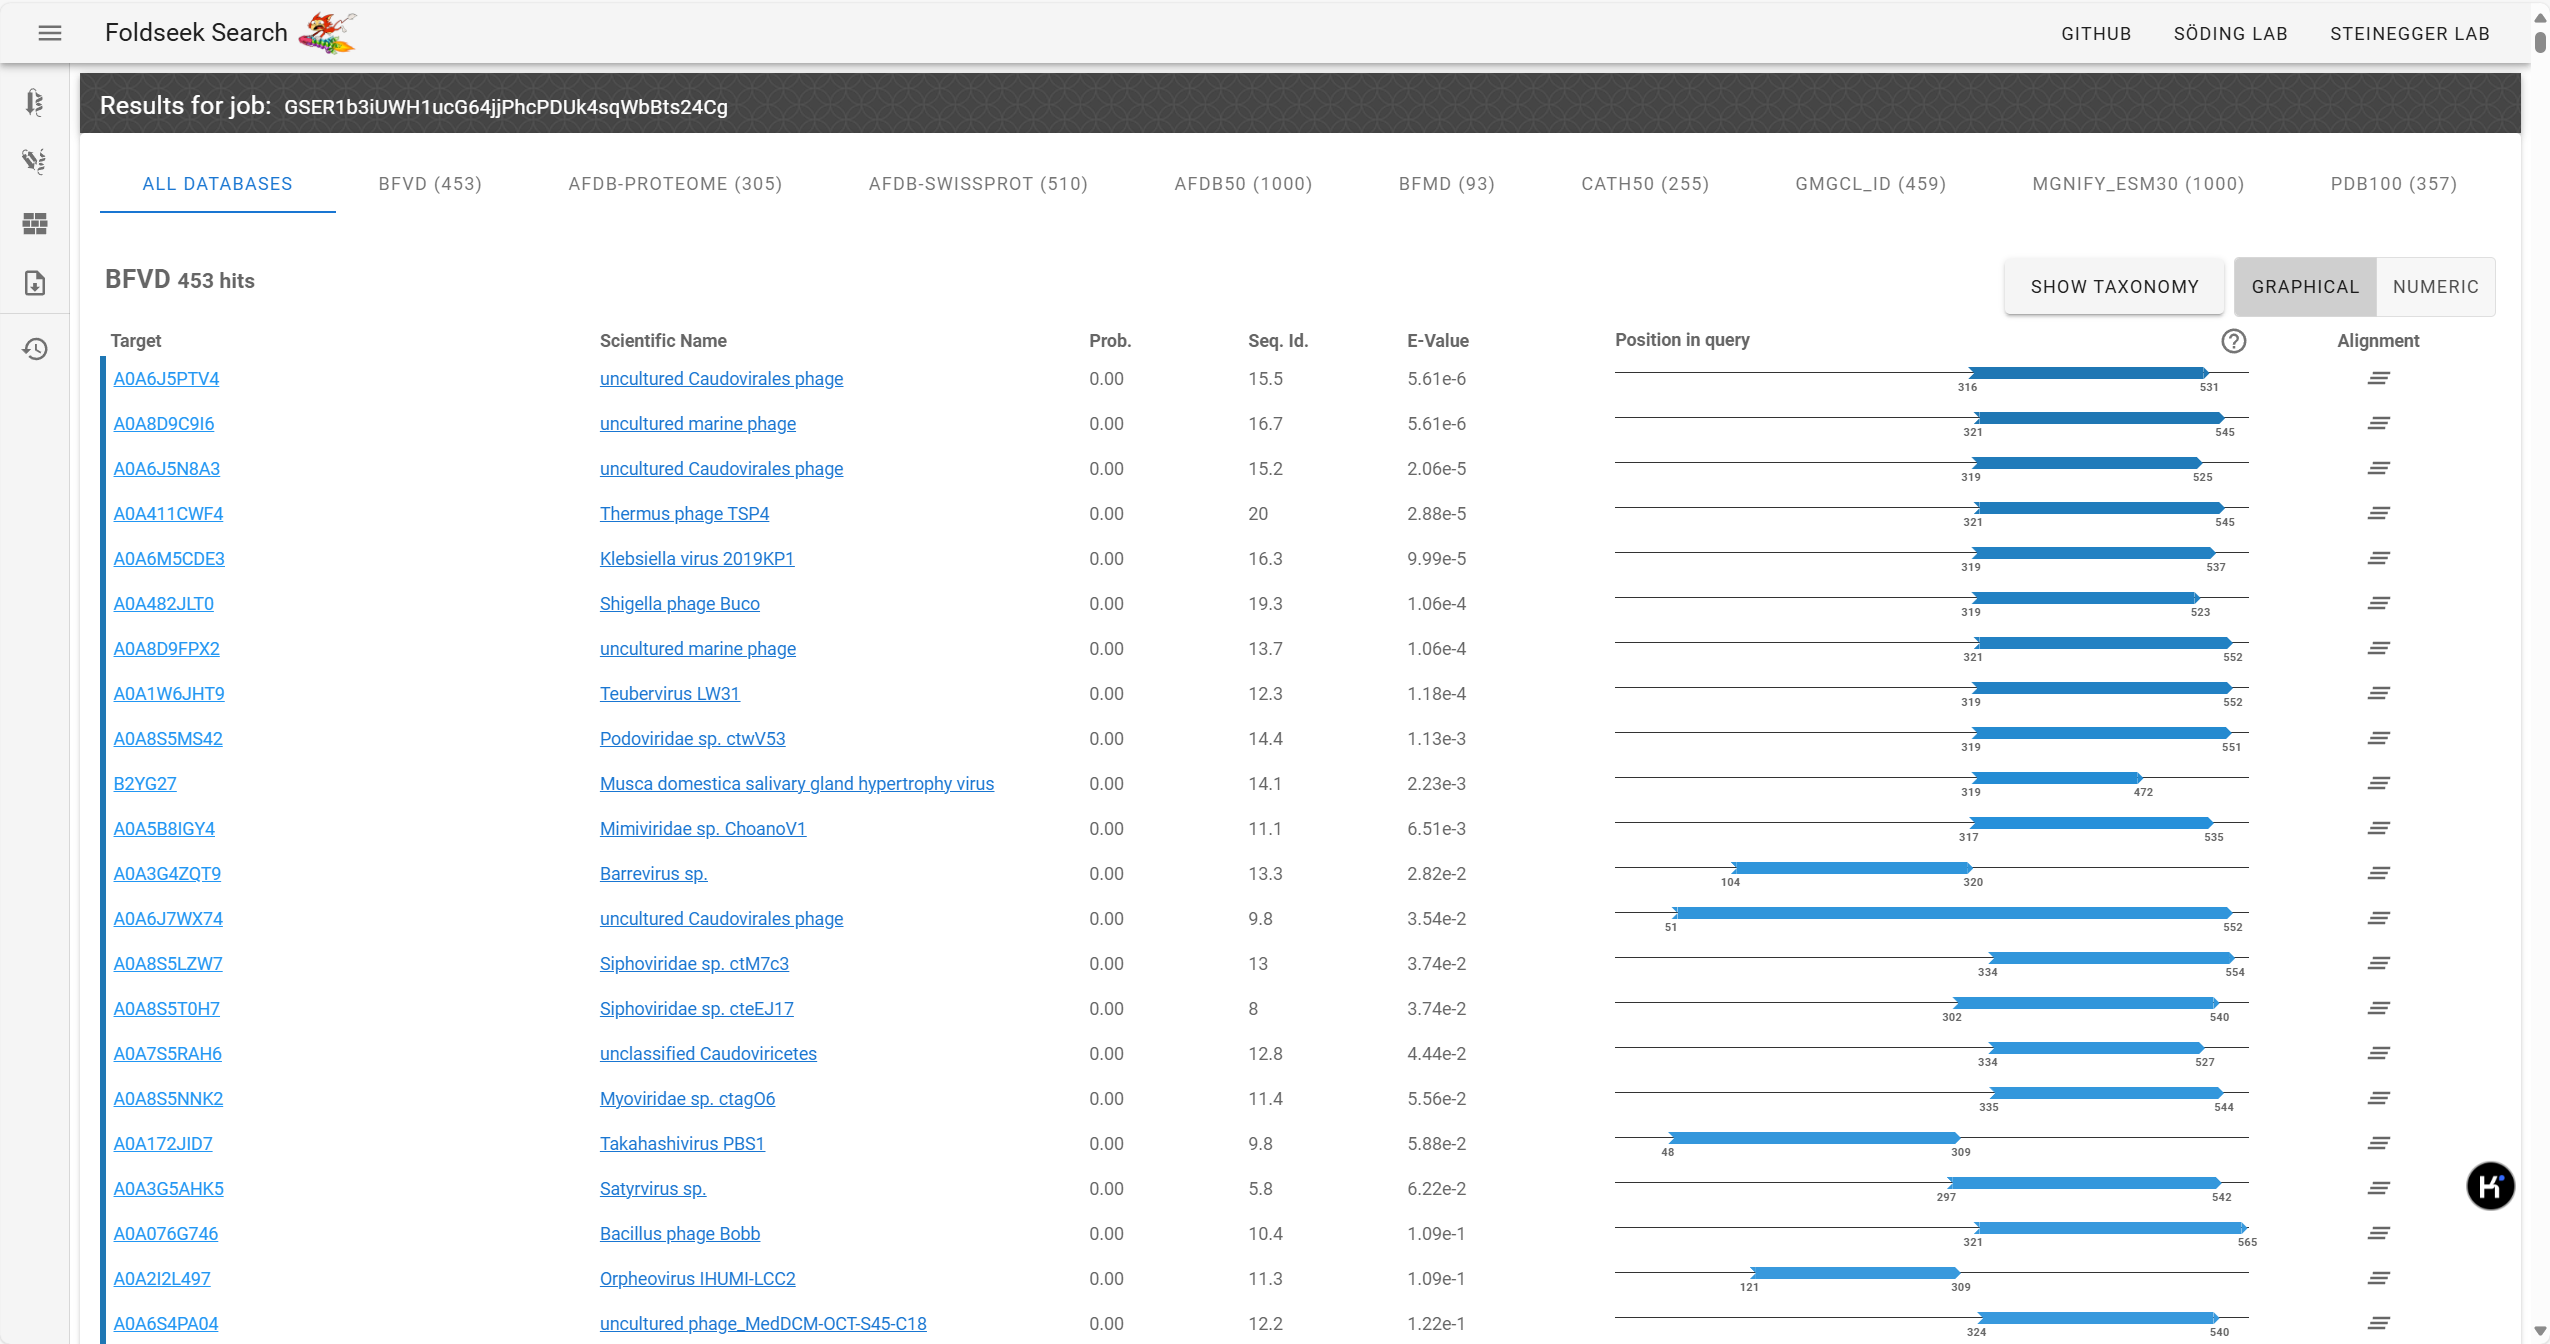 Foldseek Search GITHUB SÖDING LAB STEINEGGER LAB
Results for job: GSER1b3iUWH1ucG64jjPhcPDUk4sqWbBts24Cg
ALL DATABASES BFVD (453) AFDB-PROTEOME (305) AFDB-SWISSPROT (510) AFDB50 (1000) BFMD (93) CATH50 (255) GMGCL_ID (459) MGNIFY_ESM30 (1000) PDB100 (357)
BFVD 453 hits SHOW TAXONOMY GRAPHICAL NUMERIC
Target Scientific Name Prob. Seq. Id. E-Value Position in query Alignment
A0A6J5PTV4 uncultured Caudovirales phage 0.00 15.5 5.61e-6 316 531
A0A8D9C9I6 uncultured marine phage 0.00 16.7 5.61e-6 321 545
A0A6J5N8A3 uncultured Caudovirales phage 0.00 15.2 2.06e-5 319 525
A0A411CWF4 Thermus phage TSP4 0.00 20 2.88e-5 321 545
A0A6M5CDE3 Klebsiella virus 2019KP1 0.00 16.3 9.99e-5 319 537
A0A482JLT0 Shigella phage Buco 0.00 19.3 1.06e-4 319 523
A0A8D9FPX2 uncultured marine phage 0.00 13.7 1.06e-4 321 552
A0A1W6JHT9 Teubervirus LW31 0.00 12.3 1.18e-4 319 552
A0A8S5MS42 Podoviridae sp. ctwV53 0.00 14.4 1.13e-3 319 551
B2YG27 Musca domestica salivary gland hypertrophy virus 0.00 14.1 2.23e-3 319 472
A0A5B8IGY4 Mimiviridae sp. ChoanoV1 0.00 11.1 6.51e-3 317 535
A0A3G4ZQT9 Barrevirus sp. 0.00 13.3 2.82e-2 104 320
A0A6J7WX74 uncultured Caudovirales phage 0.00 9.8 3.54e-2 51 552
A0A8S5LZW7 Siphoviridae sp. ctM7c3 0.00 13 3.74e-2 334 554
A0A8S5T0H7 Siphoviridae sp. cteEJ17 0.00 8 3.74e-2 302 540
A0A7S5RAH6 unclassified Caudoviricetes 0.00 12.8 4.44e-2 334 527
A0A8S5NNK2 Myoviridae sp. ctagO6 0.00 11.4 5.56e-2 335 544
A0A172JID7 Takahashivirus PBS1 0.00 9.8 5.88e-2 48 309
A0A3G5AHK5 Satyrvirus sp. 0.00 5.8 6.22e-2 297 542
A0A076G746 Bacillus phage Bobb 0.00 10.4 1.09e-1 321 565
A0A2I2L497 Orpheovirus IHUMI-LCC2 0.00 11.3 1.09e-1 121 309
A0A6S4PA04 uncultured phage_MedDCM-OCT-S45-C18 0.00 12.2 1.22e-1 324 540